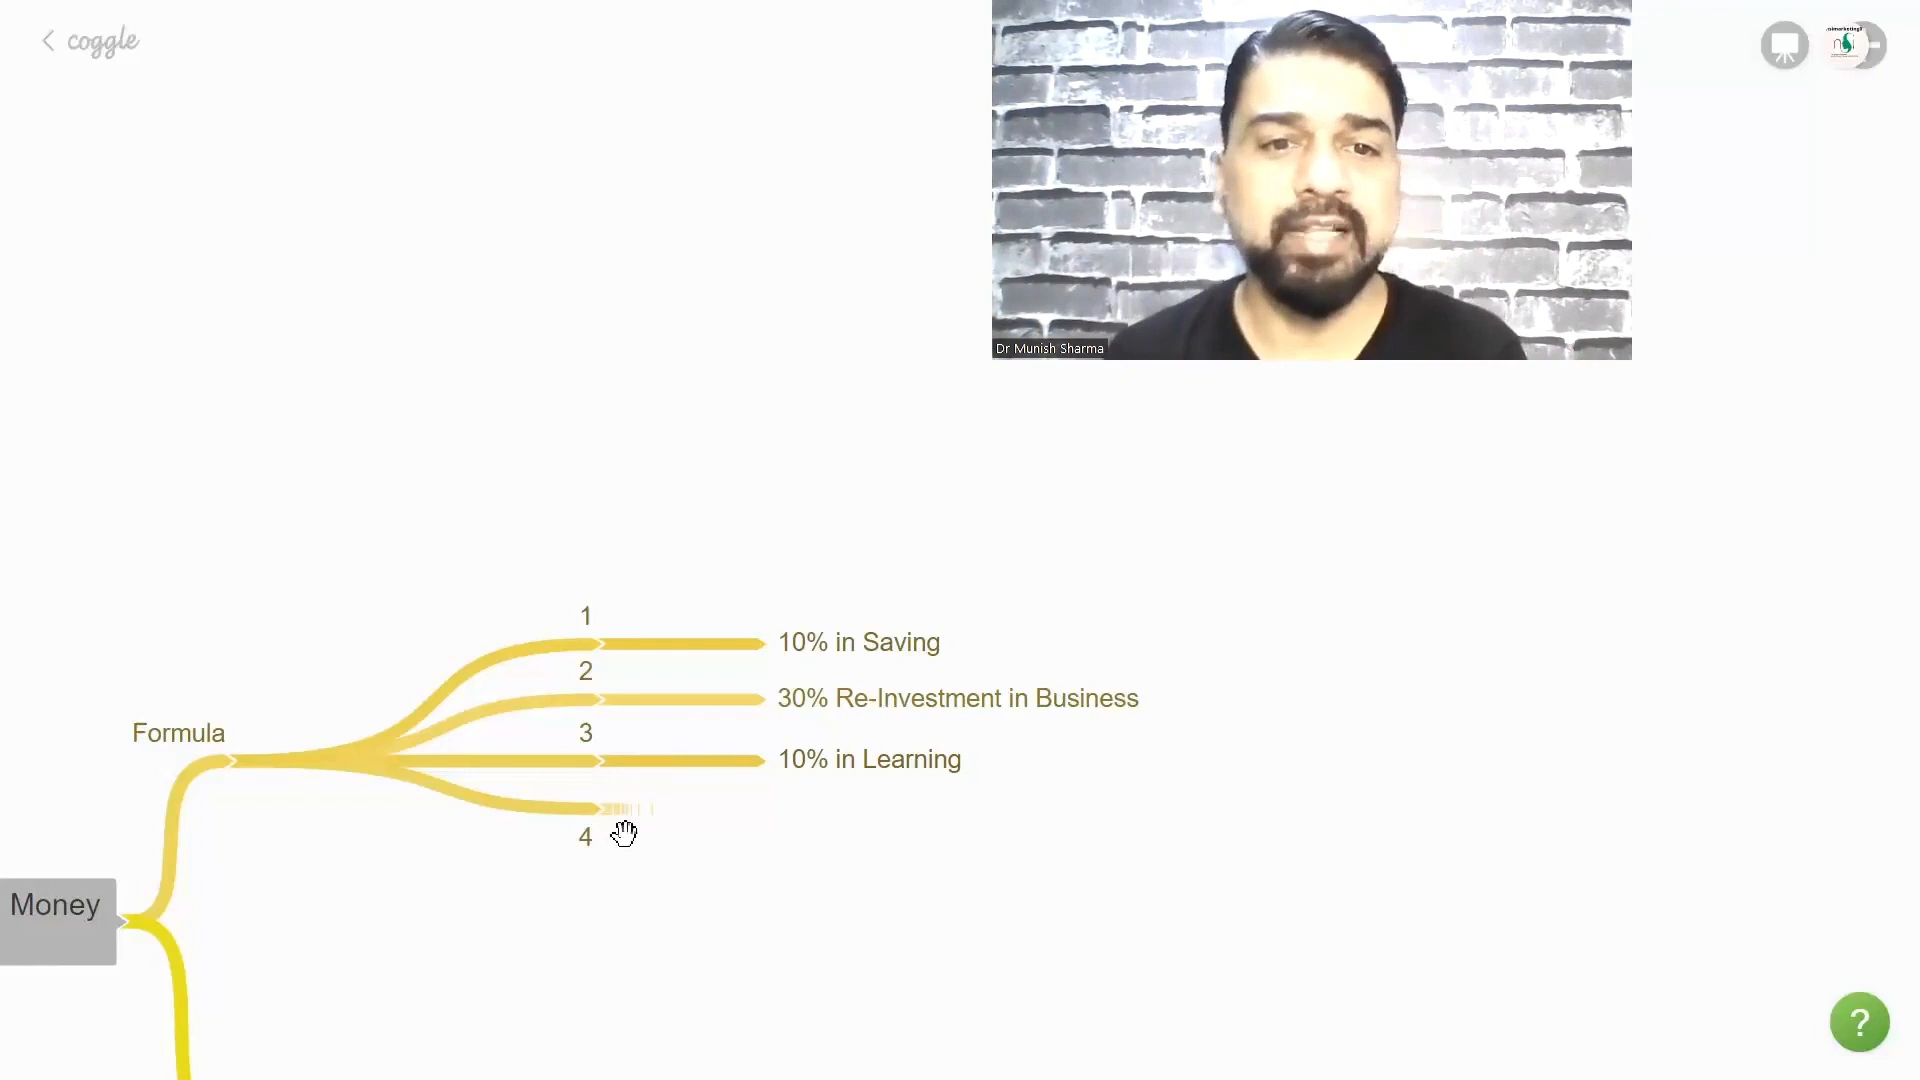 coggle
Dr Munish Sharma
1
10% in Saving
2
30% Re-Investment in Business
Formula
3
10% in Learning
4
Money
?